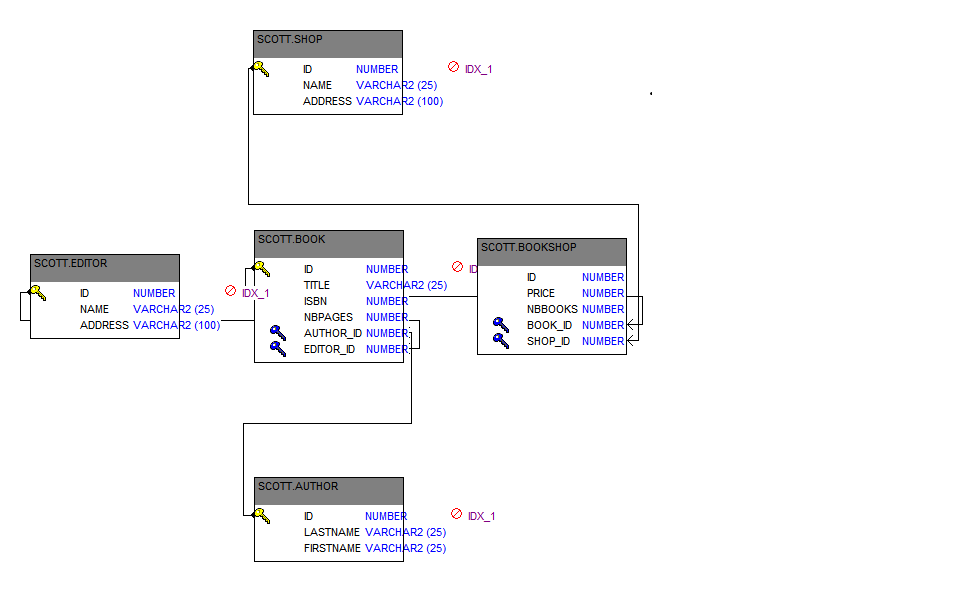 SCOTT.SHOP
ID NUMBER IDX_1
NAME VARCHAR2 (25)
ADDRESS VARCHAR2 (100)
SCOTT.EDITOR
ID NUMBER IDX_1
NAME VARCHAR2 (25)
ADDRESS VARCHAR2 (100)
SCOTT.BOOK
ID NUMBER ID
TITLE VARCHAR2 (25)
ISBN NUMBER
NBPAGES NUMBER
AUTHOR_ID NUMBER
EDITOR_ID NUMBER
SCOTT.BOOKSHOP
ID NUMBER
PRICE NUMBER
NBBOOKS NUMBER
BOOK_ID NUMBER
SHOP_ID NUMBER
SCOTT.AUTHOR
ID NUMBER IDX_1
LASTNAME VARCHAR2 (25)
FIRSTNAME VARCHAR2 (25)